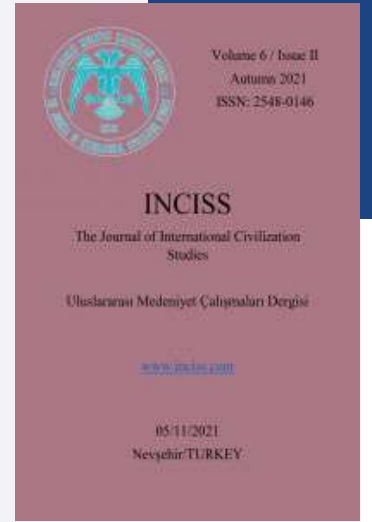 Volume 6 / Issue II
Autumn 2021
ISSN: 2548-0146
INCISS
The Journal of International Civilization
Studies
Uluslararası Medeniyet Çalışmaları Dergisi
www.inciss.com
05/11/2021
Nevşehir/TURKEY